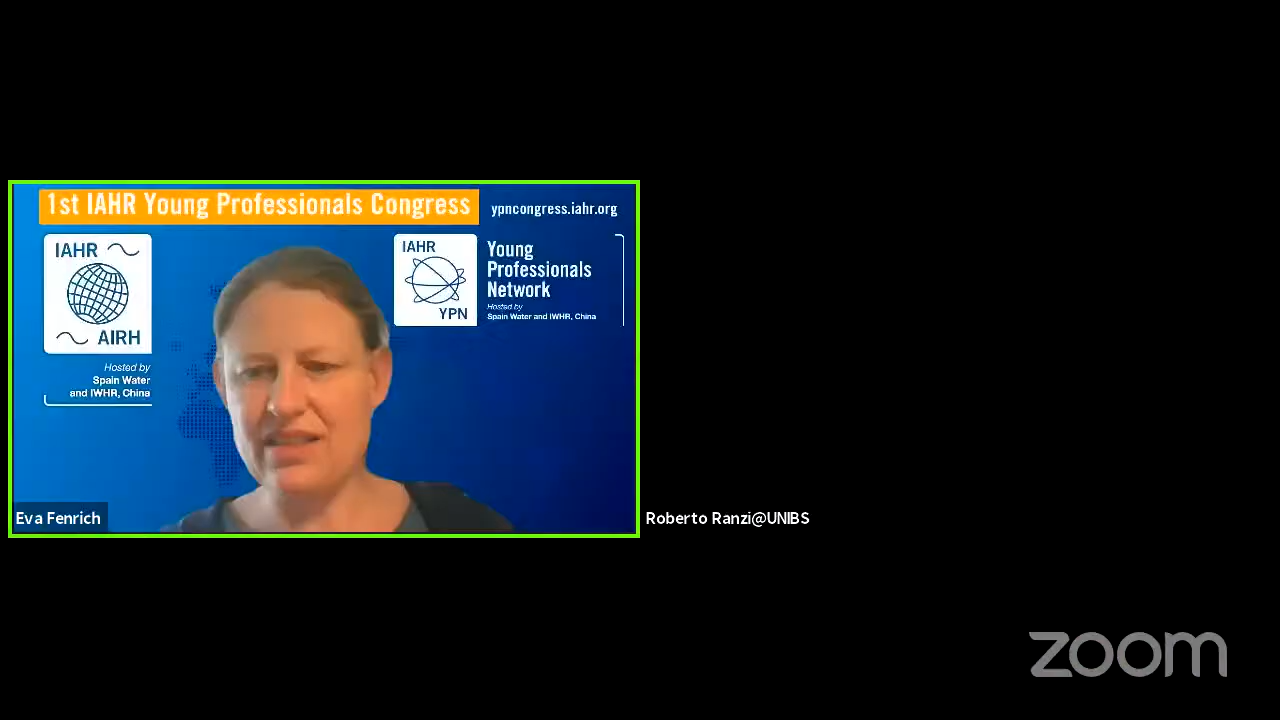 1st IAHR Young Professionals Congress
ypncongress.iahr.org
IAHR
AIRH
Hosted by
Spain Water
and IWHR, China
IAHR
YPN
Young
Professionals
Network
Hosted by
Spain Water and IWHR, China
Eva Fenrich
Roberto Ranzi@UNIBS
zoom